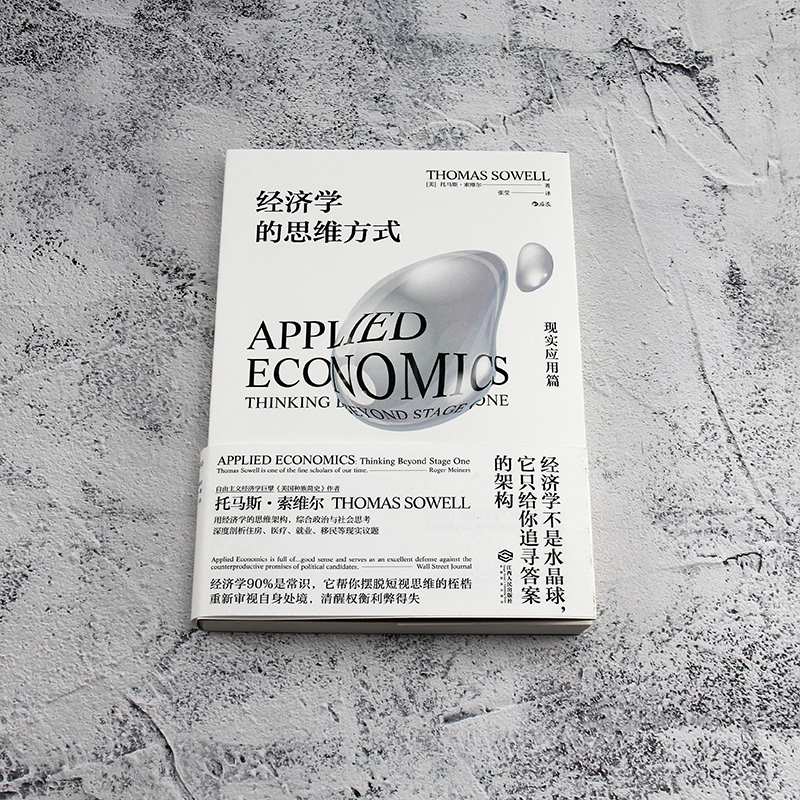 THOMAS SOWELL
[美] 托马斯·索维尔 著
张莹 译
后浪
经济学
的思维方式
APPLIED
ECONOMICS
THINKING BEYOND STAGE ONE
现实应用篇
APPLIED ECONOMICS: Thinking Beyond Stage One
Thomas Sowell is one of the fine scholars of our time. Roger Meiners
自由主义经济学巨擘《美国种族简史》作者
托马斯·索维尔 THOMAS SOWELL
用经济学的思维架构，综合政治与社会思考
深度剖析住房、医疗、就业、移民等现实议题
Applied Economics is full of...good sense and serves as an excellent defense against the
counterproductive promises of political candidates. Wall Street Journal
经济学90%是常识，它帮你摆脱短视思维的桎梏
重新审视自身处境，清醒权衡利弊得失
经济学不是水晶球，
它只给你追寻答案
的架构
江西人民出版社